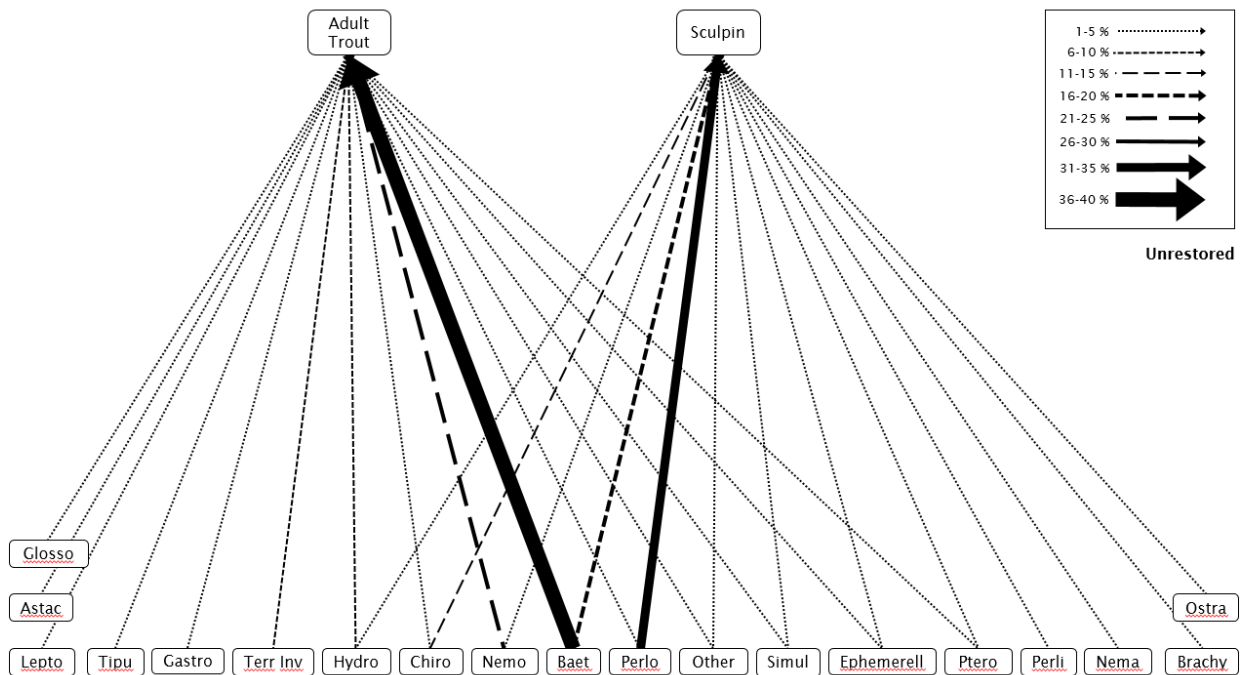 Adult
Trout
Sculpin
1-5 %
6-10 %
11-15 %
16-20 %
21-25 %
26-30 %
31-35 %
36-40 %
Unrestored
Glosso
Astac
Ostra
Lepto
Tipu
Gastro
Terr Inv
Hydro
Chiro
Nemo
Baet
Perlo
Other
Simul
Ephemerell
Ptero
Perli
Nema
Brachy